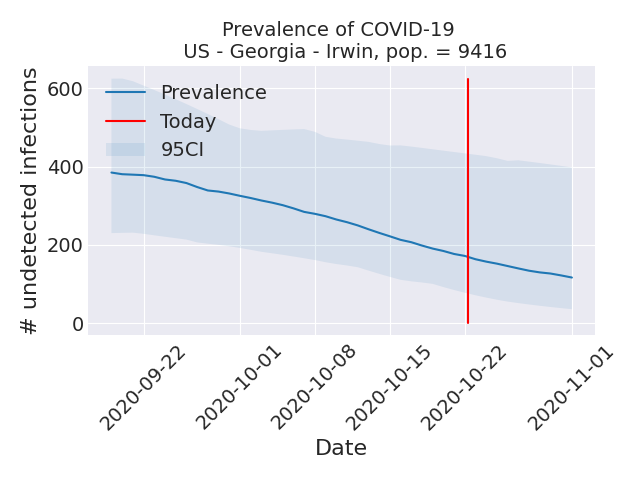 Prevalence of COVID-19
US - Georgia - Irwin, pop. = 9416
# undetected infections
600
400
200
0
Prevalence
Today
95CI
2020-09-22
2020-10-01
2020-10-08
2020-10-15
2020-10-22
2020-11-01
Date